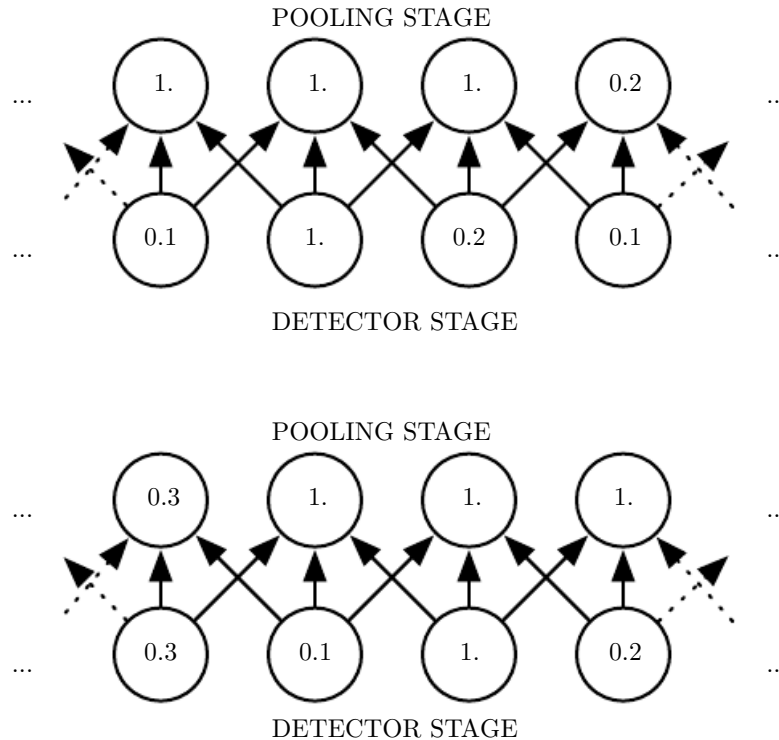 POOLING STAGE
... 1. 1. 1. 0.2 ..
... 0.1 1. 0.2 0.1 ..
DETECTOR STAGE
POOLING STAGE
... 0.3 1. 1. 1. ..
... 0.3 0.1 1. 0.2 ..
DETECTOR STAGE